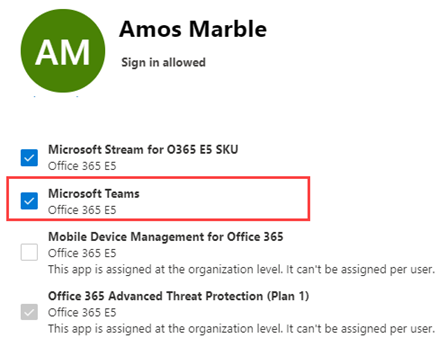 AM
Amos Marble
Sign in allowed
Microsoft Stream for O365 E5 SKU
Office 365 E5
Microsoft Teams
Office 365 E5
Mobile Device Management for Office 365
Office 365 E5
This app is assigned at the organization level. It can't be assigned per user.
Office 365 Advanced Threat Protection (Plan 1)
Office 365 E5
This app is assigned at the organization level. It can't be assigned per user.